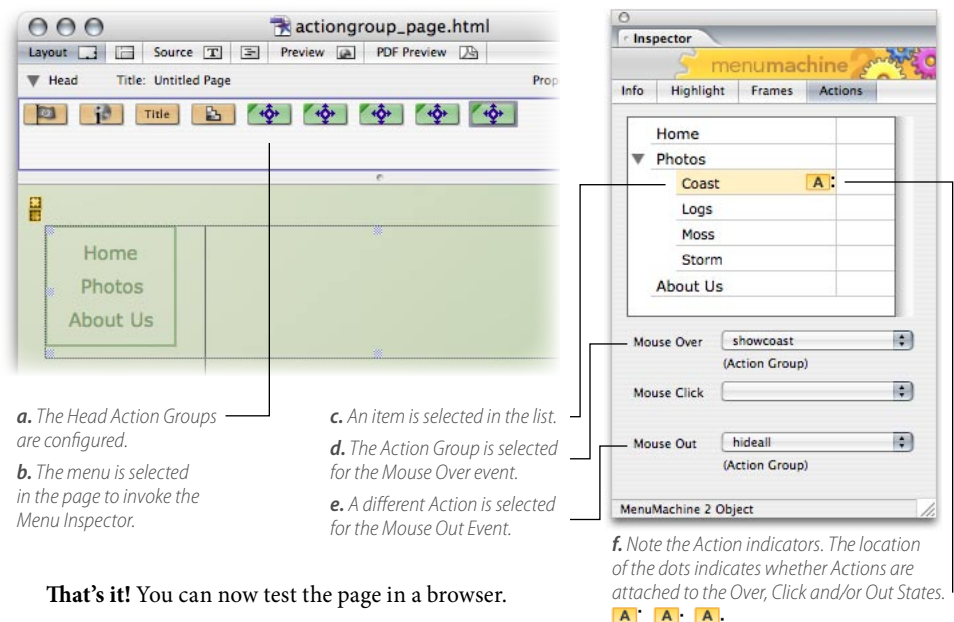 actiongroup_page.html
Layout Source T Preview PDF Preview
Head Title: Untitled Page Prop
Title
Home
Photos
About Us
Inspector
menumachine 2
Info Highlight Frames Actions
Home
Photos
Coast A:
Logs
Moss
Storm
About Us
Mouse Over showcoast
(Action Group)
Mouse Click
Mouse Out hideall
(Action Group)
MenuMachine 2 Object
a. The Head Action Groups
are configured.
b. The menu is selected
in the page to invoke the
Menu Inspector.
c. An item is selected in the list.
d. The Action Group is selected
for the Mouse Over event.
e. A different Action is selected
for the Mouse Out Event.
f. Note the Action indicators. The location
of the dots indicates whether Actions are
attached to the Over, Click and/or Out States.
A˙ A· A.
That's it! You can now test the page in a browser.